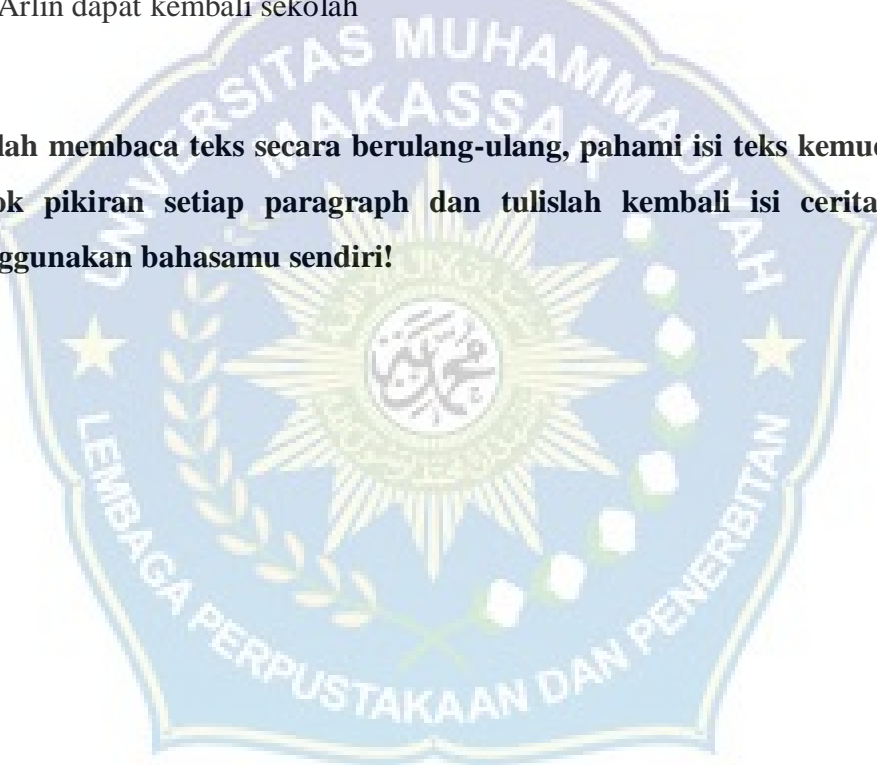 Arlin dapat kembali sekolah
lah membaca teks secara berulang-ulang, pahami isi teks kemu
ok pikiran setiap paragraph dan tulislah kembali isi cerita
ggunakan bahasamu sendiri!
UNIVERSITAS MUHAMMADIYAH
MAKASSAR
LEMBAGA PERPUSTAKAAN DAN PENERBITAN